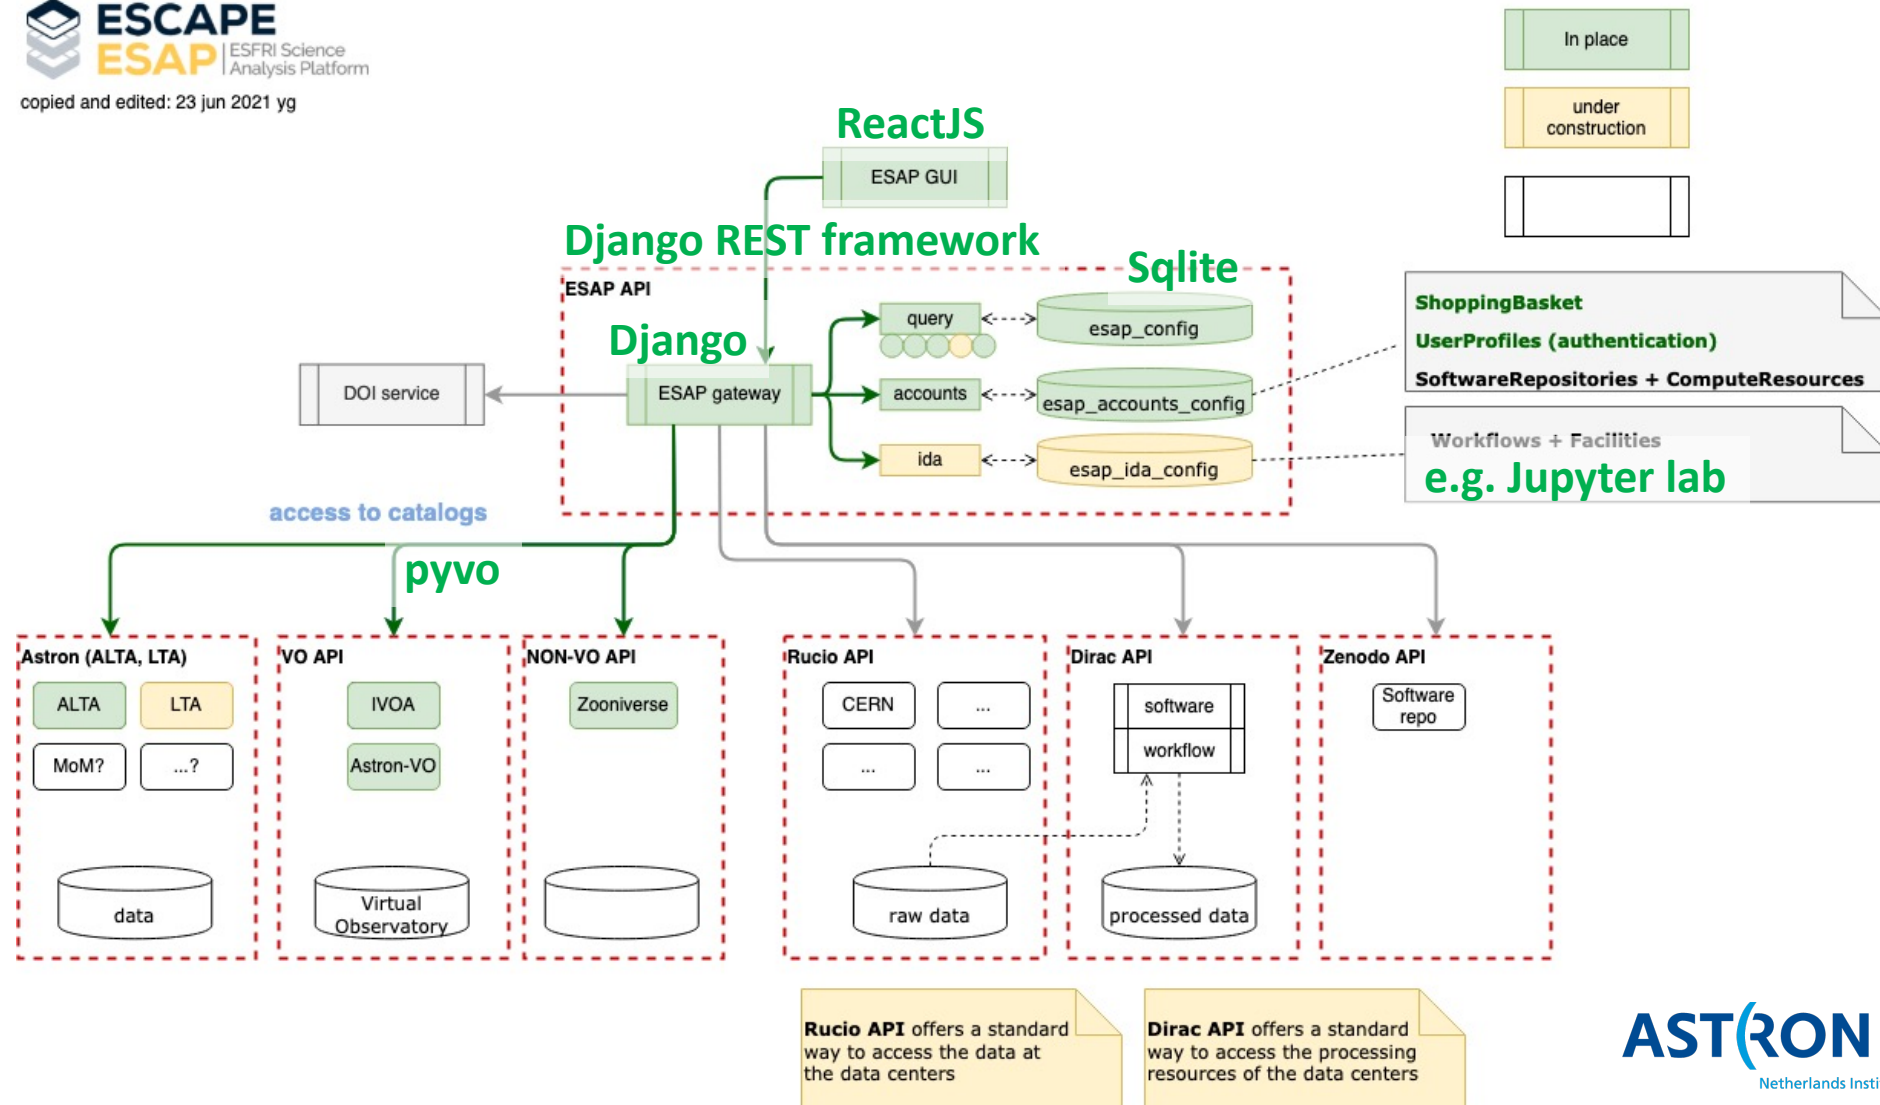 ESCAPE
ESAP
ESFRI Science
Analysis Platform
copied and edited: 23 jun 2021 yg
In place
under
construction
ReactJS
ESAP GUI
Django REST framework
Sqlite
ESAP API
Django
query
esap_config
ShoppingBasket
UserProfiles (authentication)
SoftwareRepositories + ComputeResources
DOI service
ESAP gateway
accounts
esap_accounts_config
ida
esap_ida_config
Workflows + Facilities
e.g. Jupyter lab
access to catalogs
pyvo
Astron (ALTA, LTA)
VO API
NON-VO API
Rucio API
Dirac API
Zenodo API
ALTA
LTA
IVOA
Zooniverse
CERN
...
software
Software
repo
MoM?
...?
Astron-VO
...
...
workflow
data
Virtual
Observatory
raw data
processed data
Rucio API offers a standard
way to access the data at
the data centers
Dirac API offers a standard
way to access the processing
resources of the data centers
ASTRON
Netherlands Insti